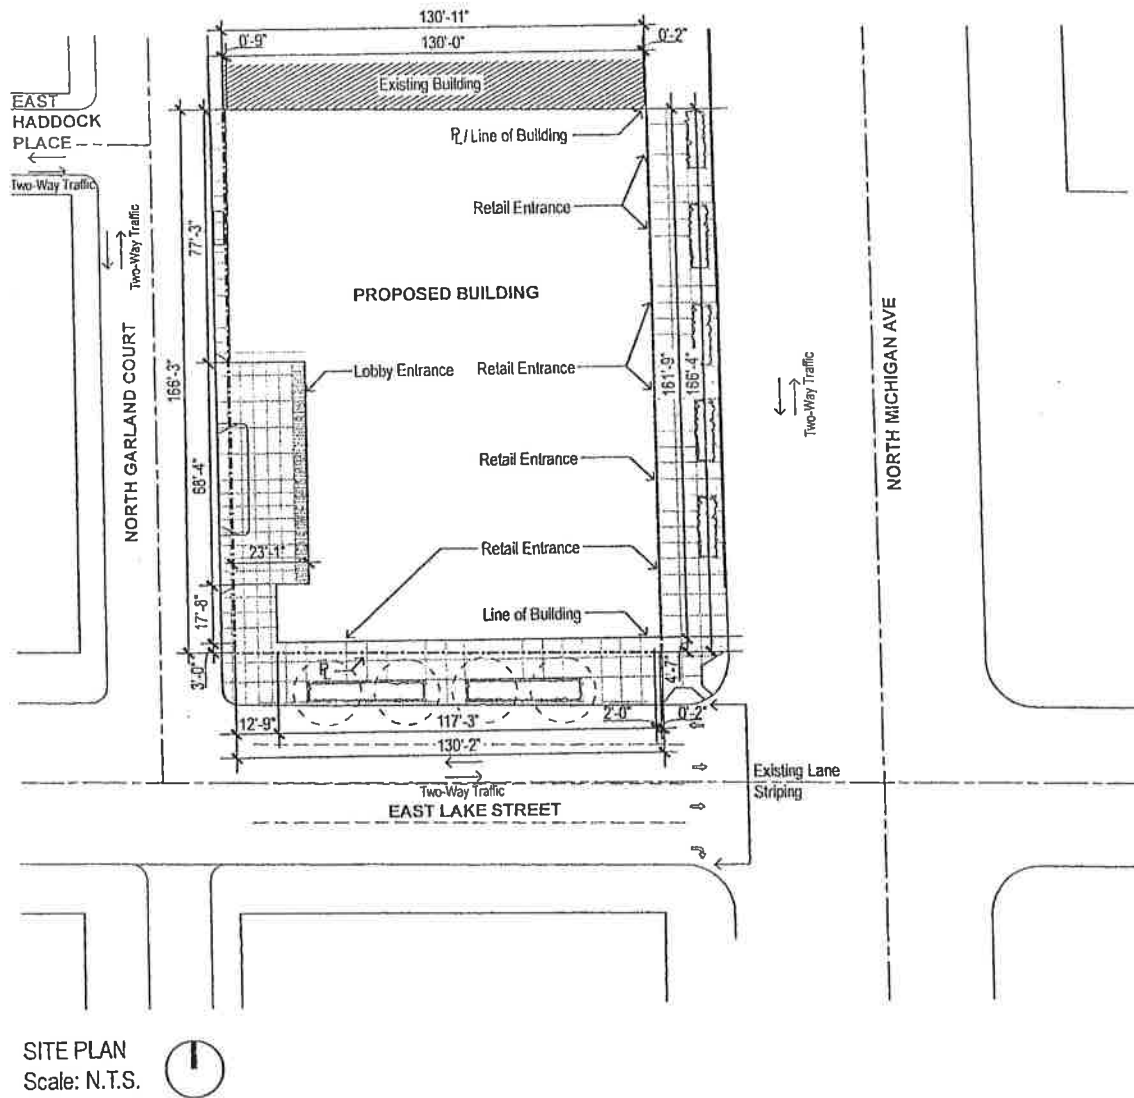 130'-11"
0'-9"
130'-0"
0'-2"
Existing Building
EAST
HADDOCK
PLACE
Two-Way Traffic
℄/Line of Building
Retail Entrance
77'-3"
Two-Way Traffic
PROPOSED BUILDING
166'-3"
NORTH GARLAND COURT
Lobby Entrance
Retail Entrance
161'-9"
166'-4"
Two-Way Traffic
NORTH MICHIGAN AVE
68'-4"
Retail Entrance
23'-1"
Retail Entrance
17'-8"
Line of Building
3'-0"
℄
4'-7"
12'-9"
117'-3"
2'-0"
0'-2"
130'-2"
Existing Lane
Striping
Two-Way Traffic
EAST LAKE STREET
SITE PLAN
Scale: N.T.S.